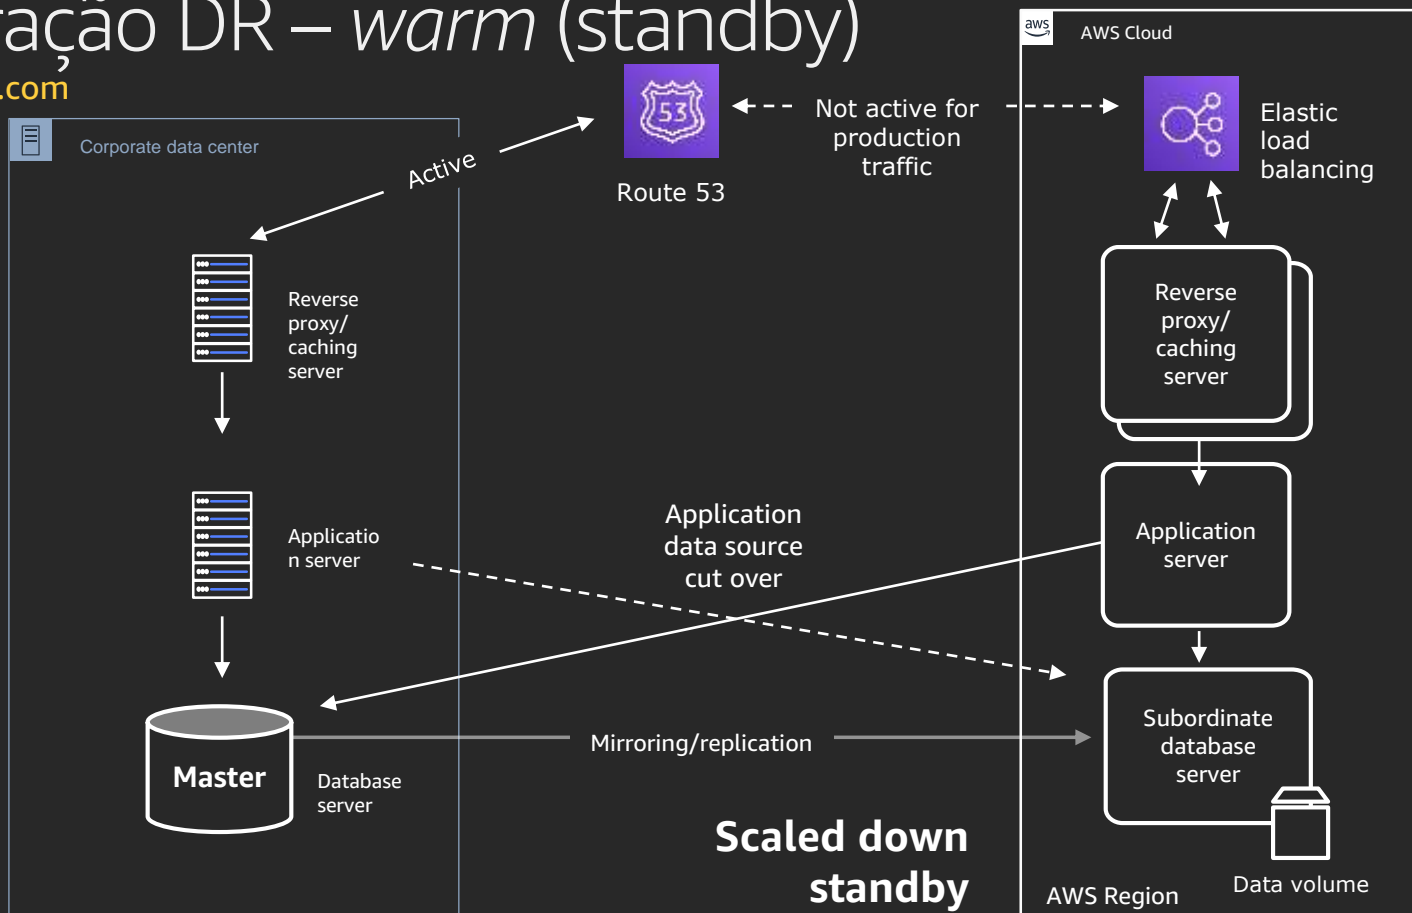 ração DR – warm (standby)
.com
aws
AWS Cloud
Corporate data center
Active
53
Route 53
Not active for
production
traffic
Elastic
load
balancing
Reverse
proxy/
caching
server
Reverse
proxy/
caching
server
Applicatio
n server
Application
data source
cut over
Application
server
Master
Database
server
Mirroring/replication
Subordinate
database
server
Scaled down
standby
AWS Region
Data volume